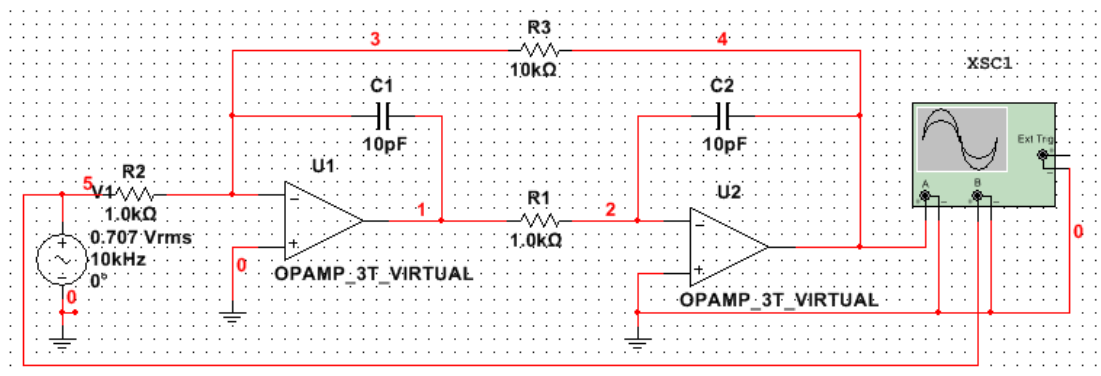 R3
3
4
10kΩ
XSC1
C1
C2
10pF
10pF
Ext Trig
+
−
U1
R2
5
V1
1.0kΩ
0.707 Vrms
10kHz
0°
0
+
−
−
+
1
R1
2
1.0kΩ
U2
A
B
+
−
+
−
0
0
−
+
OPAMP_3T_VIRTUAL
OPAMP_3T_VIRTUAL